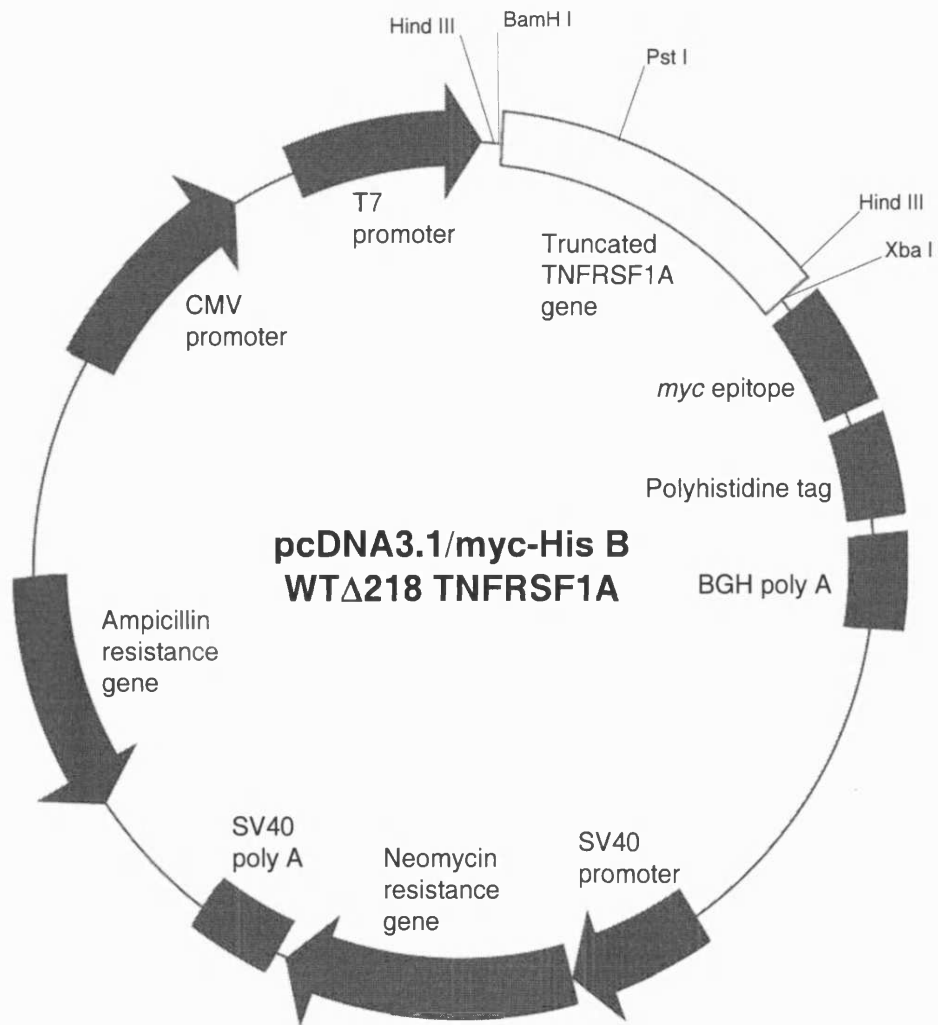 Hind III
BamH I
Pst I
Hind III
Xba I
T7
promoter
Truncated
TNFRSF1A
gene
CMV
promoter
myc epitope
Polyhistidine tag
pcDNA3.1/myc-His B
WTΔ218 TNFRSF1A
BGH poly A
Ampicillin
resistance
gene
SV40
poly A
Neomycin
resistance
gene
SV40
promoter